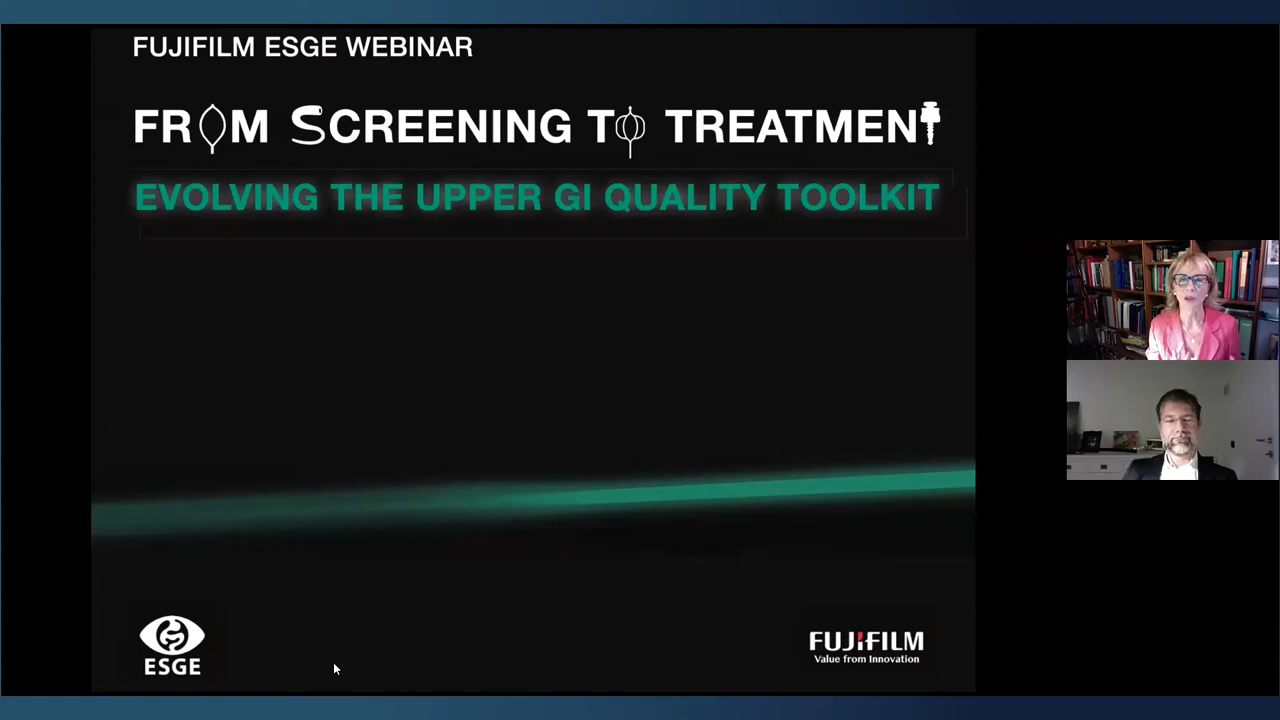 FUJIFILM ESGE WEBINAR
FROM SCREENING TO TREATMENT
EVOLVING THE UPPER GI QUALITY TOOLKIT
ESGE
FUJIFILM
Value from Innovation